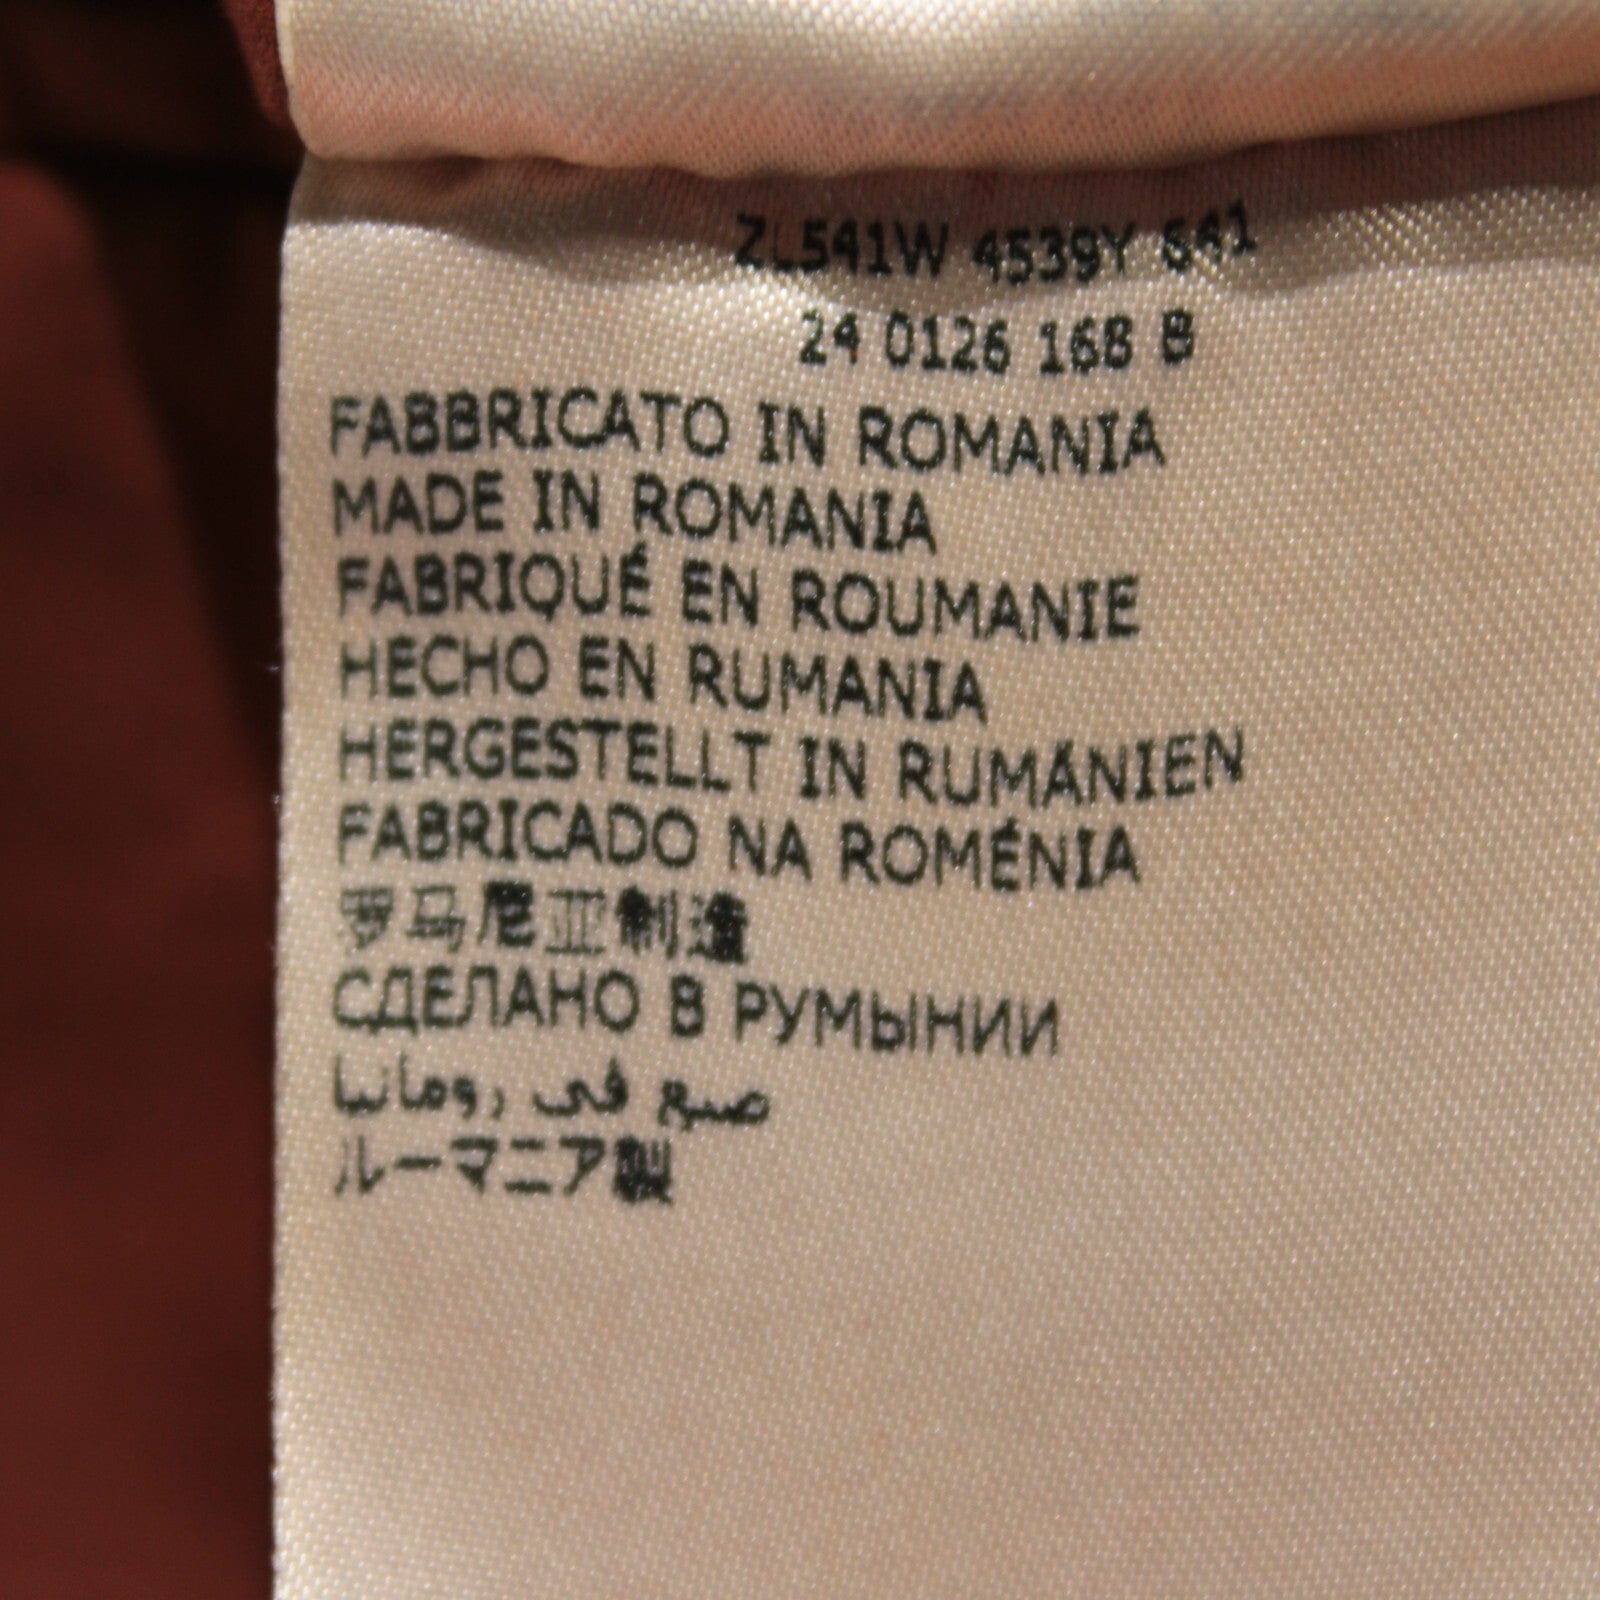 ZL541W 4539Y 641
24 0126 168 B
FABBRICATO IN ROMANIA
MADE IN ROMANIA
FABRIQUÉ EN ROUMANIE
HECHO EN RUMANIA
HERGESTELLT IN RUMÄNIEN
FABRICADO NA ROMÉNIA
罗马尼亚制造
СДЕЛАНО В РУМЫНИИ
صنع في رومانيا
ルーマニア製